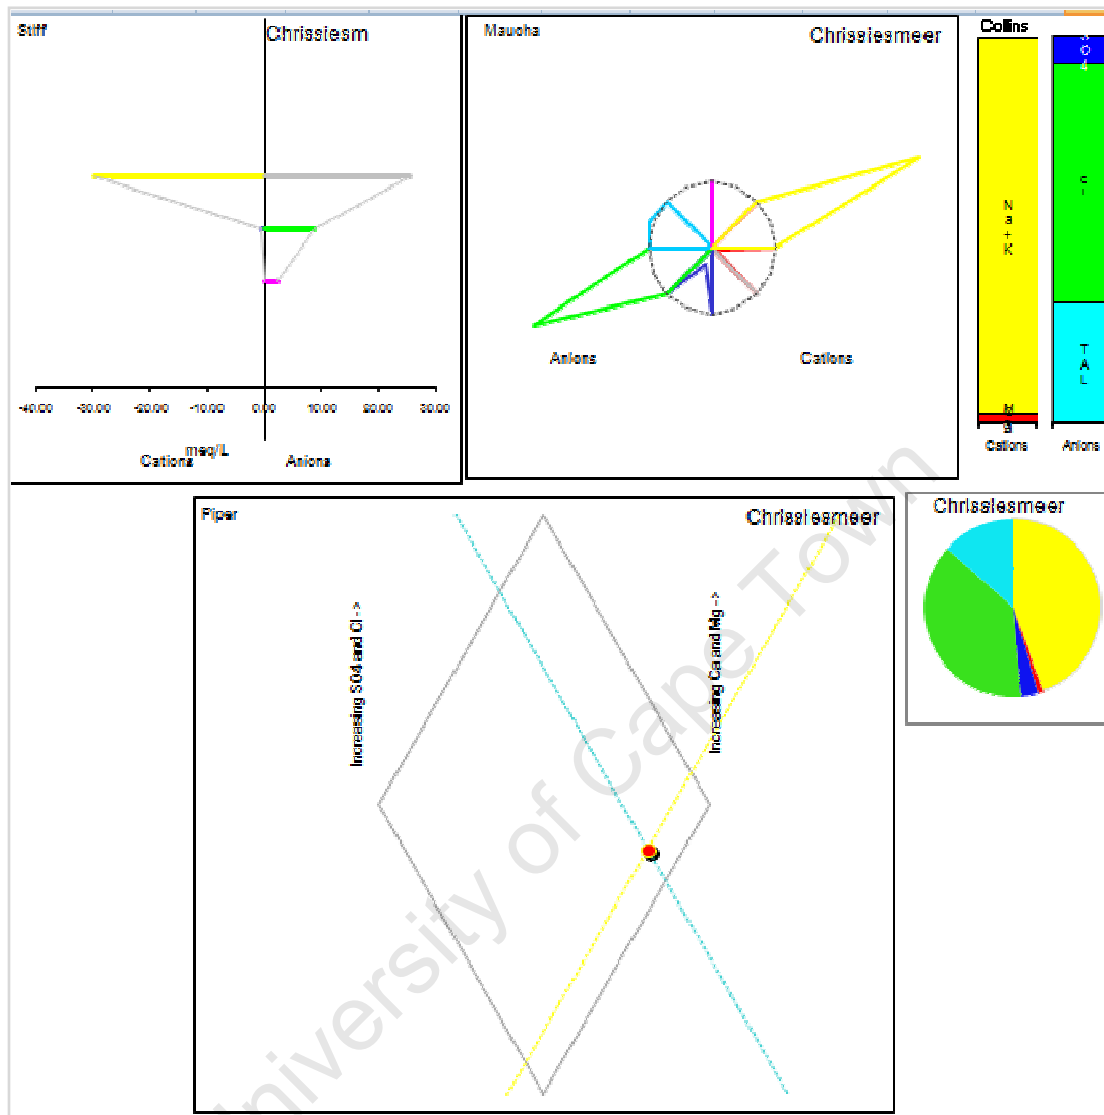 Stiff
Chrissiesm
-40.00 -30.00 -20.00 -10.00 0.00 10.00 20.00 30.00
meq/L
Cations
Anions
Maucha
Chrissiesmeer
Anions
Cations
Collins
Na+K
SO4
Cl
TAL
Cations
Anions
Piper
Chrissiesmeer
Increasing SO4 and Cl ->
Increasing Ca and Mg ->
Chrissiesmeer
University of Cape Town